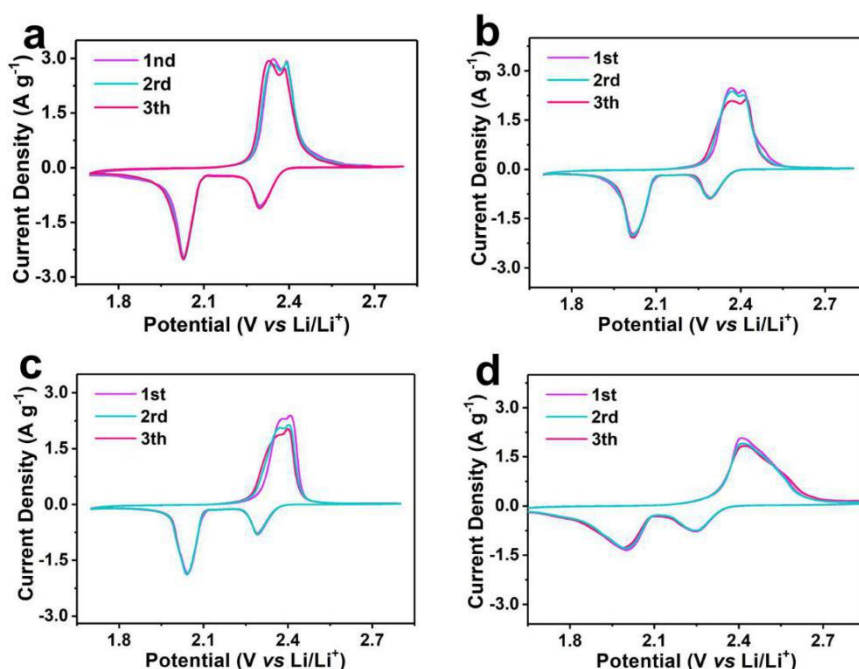 a
1nd
2rd
3th
Current Density (A g⁻¹)
3.0
1.5
0.0
-1.5
-3.0
1.8 2.1 2.4 2.7
Potential (V vs Li/Li⁺)
b
1st
2rd
3th
Current Density (A g⁻¹)
3.0
1.5
0.0
-1.5
-3.0
1.8 2.1 2.4 2.7
Potential (V vs Li/Li⁺)
c
1st
2rd
3th
Current Density (A g⁻¹)
3.0
1.5
0.0
-1.5
-3.0
1.8 2.1 2.4 2.7
Potential (V vs Li/Li⁺)
d
1st
2rd
3th
Current Density (A g⁻¹)
3.0
1.5
0.0
-1.5
-3.0
1.8 2.1 2.4 2.7
Potential (V vs Li/Li⁺)